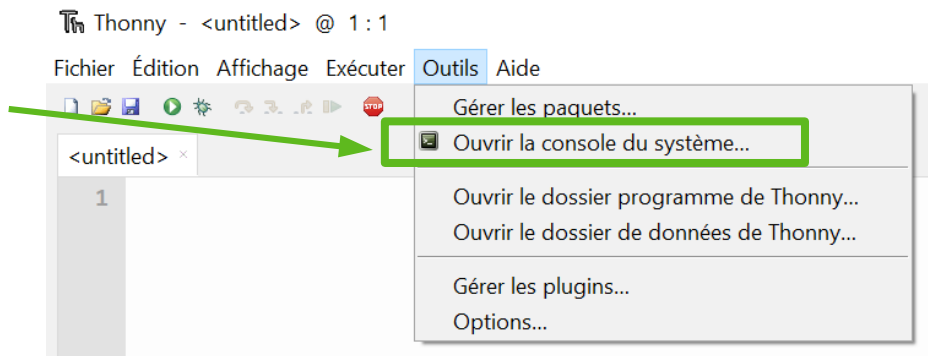 Thonny - <untitled> @ 1 : 1
Fichier Édition Affichage Exécuter Outils Aide
STOP
Gérer les paquets...
Ouvrir la console du système...
<untitled> ×
1
Ouvrir le dossier programme de Thonny...
Ouvrir le dossier de données de Thonny...
Gérer les plugins...
Options...